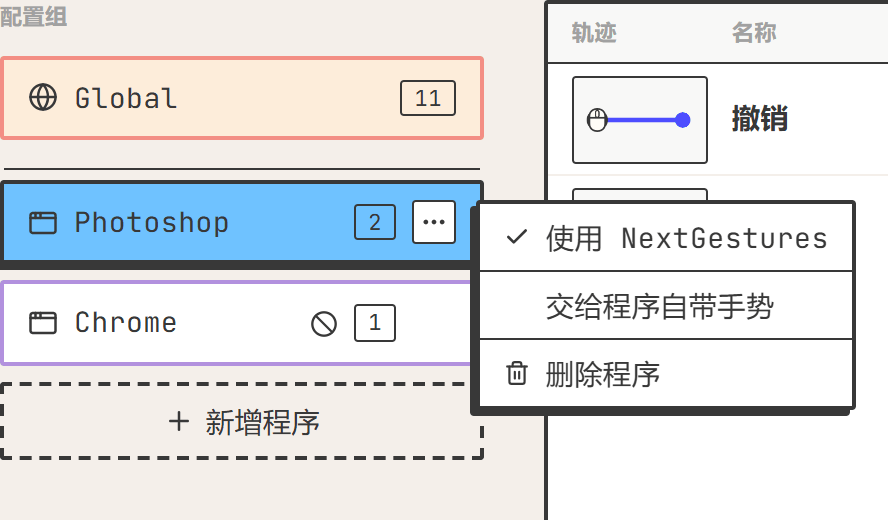 配置组
Global 11
Photoshop 2
Chrome 1
新增程序
轨迹 名称
撤销
使用 NextGestures
交给程序自带手势
删除程序